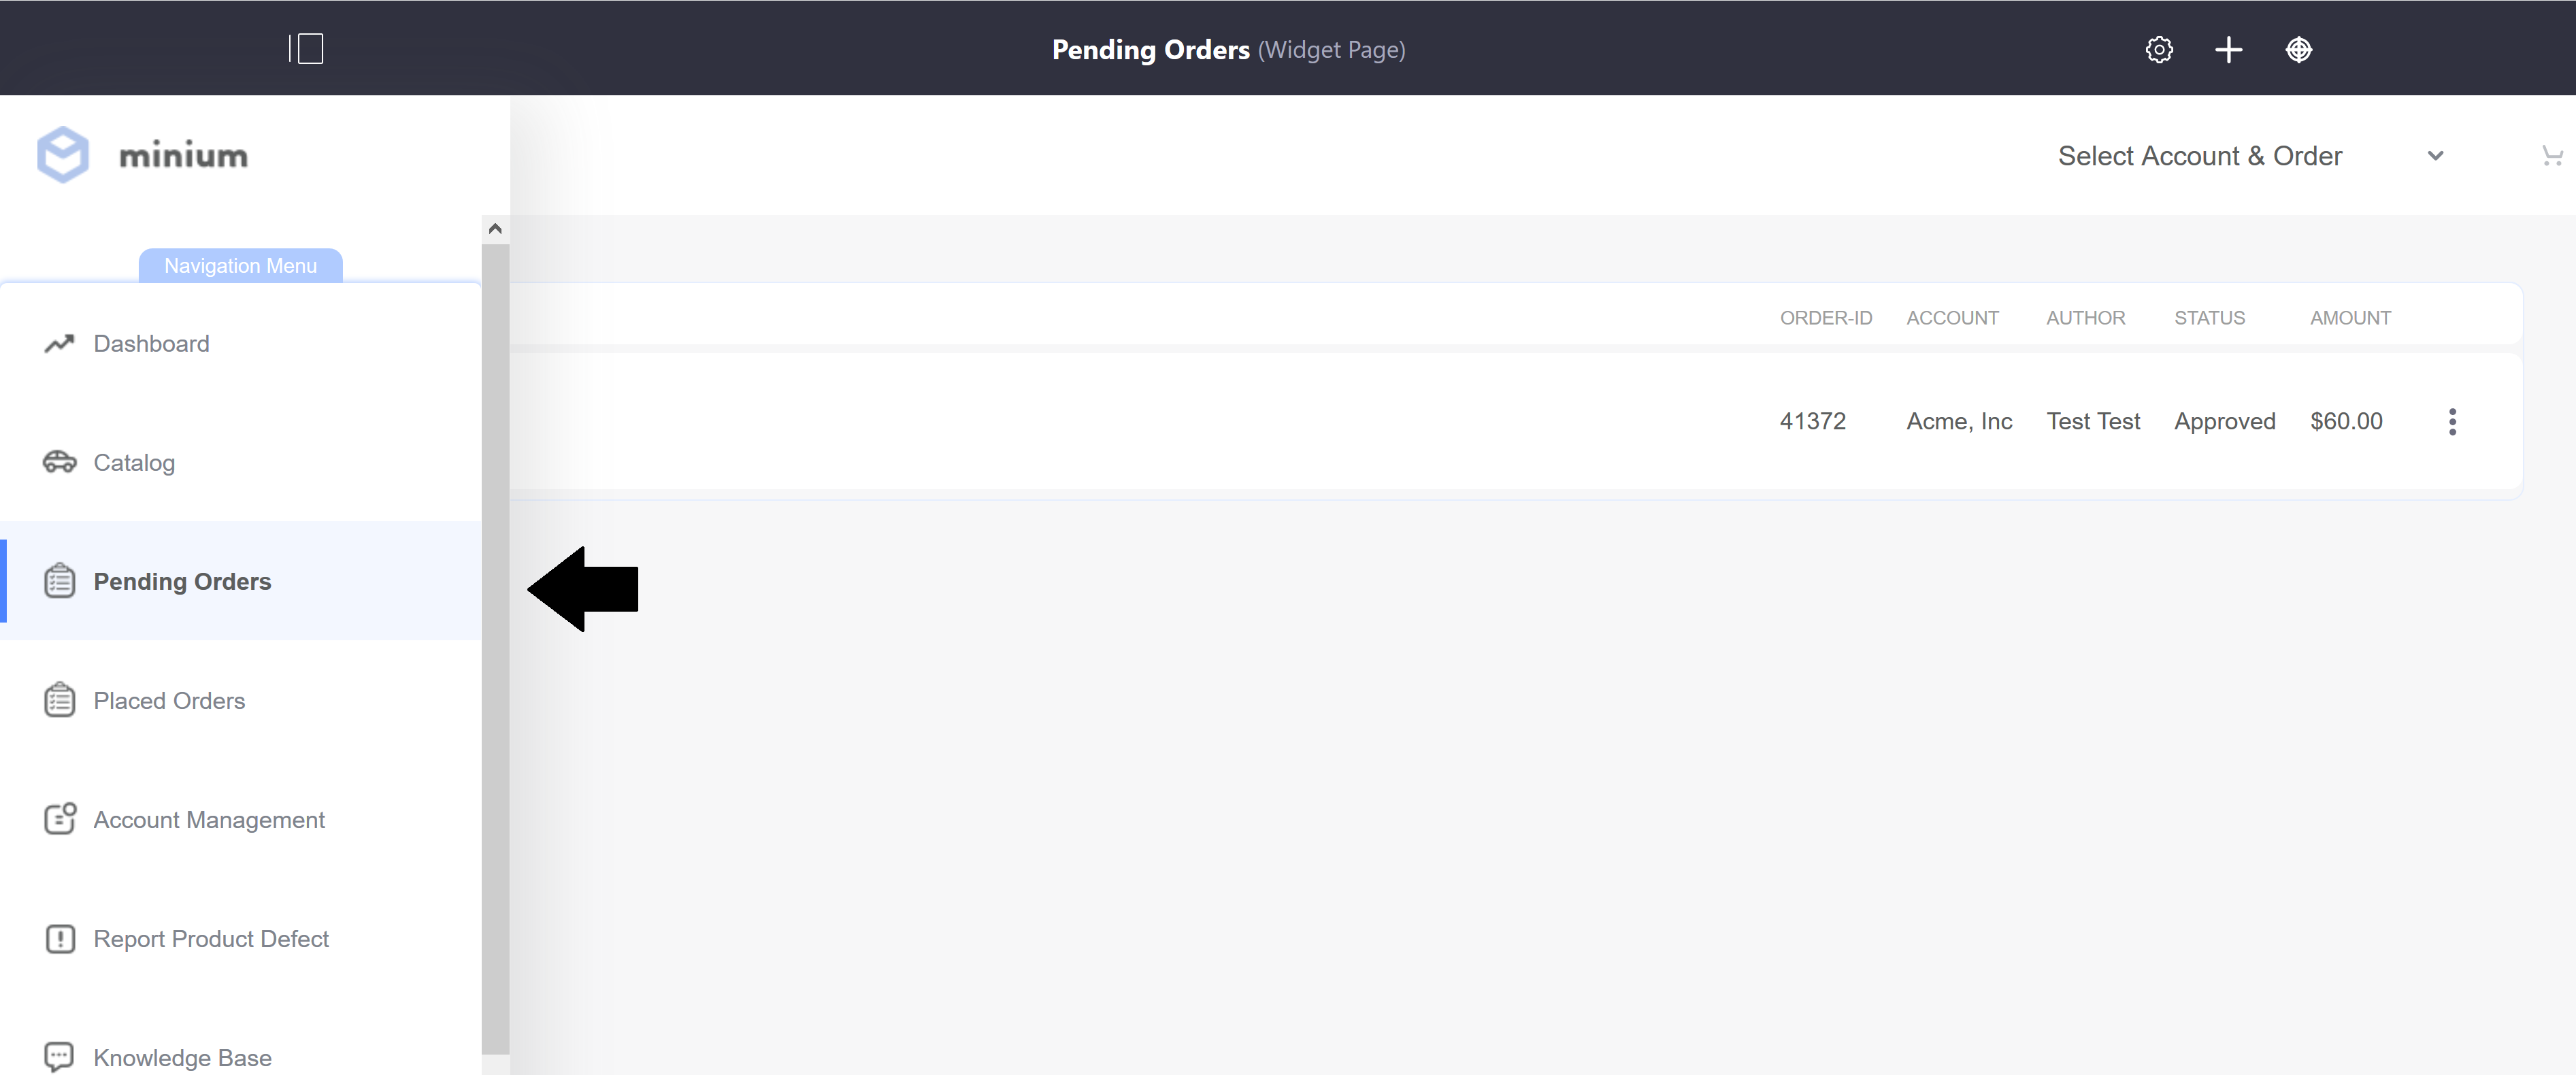 Pending Orders (Widget Page)
minium
Select Account & Order
Navigation Menu
Dashboard
Catalog
Pending Orders
Placed Orders
Account Management
Report Product Defect
Knowledge Base
ORDER-ID ACCOUNT AUTHOR STATUS AMOUNT
41372 Acme, Inc Test Test Approved $60.00